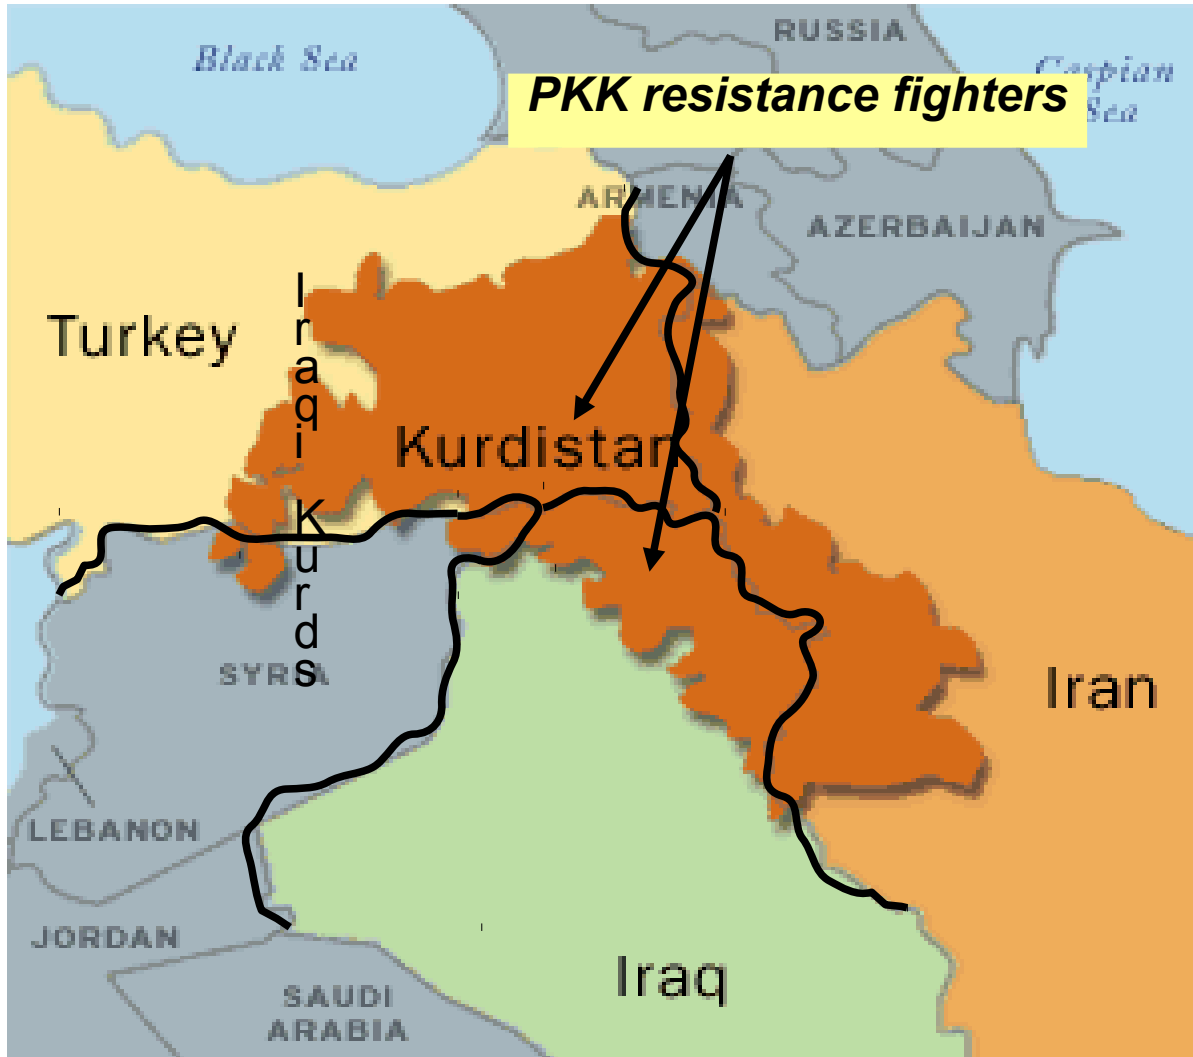 RUSSIA
Black Sea
Caspian
Sea
PKK resistance fighters
ARMENIA
AZERBAIJAN
Turkey
Iraqi Kurds
Kurdistan
SYRIA
Iran
LEBANON
JORDAN
Iraq
SAUDI
ARABIA